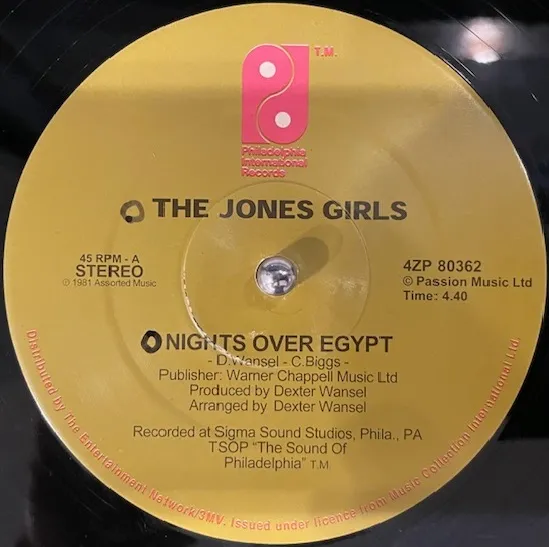 T.M.
Philadelphia
International
Records
THE JONES GIRLS
45 RPM - A
STEREO
℗ 1981 Assorted Music
4ZP 80362
© Passion Music Ltd
Time: 4.40
NIGHTS OVER EGYPT
- D.Wansel - C.Biggs -
Publisher: Warner Chappell Music Ltd
Produced by Dexter Wansel
Arranged by Dexter Wansel
Recorded at Sigma Sound Studios, Phila., PA
TSOP "The Sound Of
Philadelphia" T.M.
Distributed by The Entertainment Network/3MV. Issued under licence from Music Collection International Ltd.